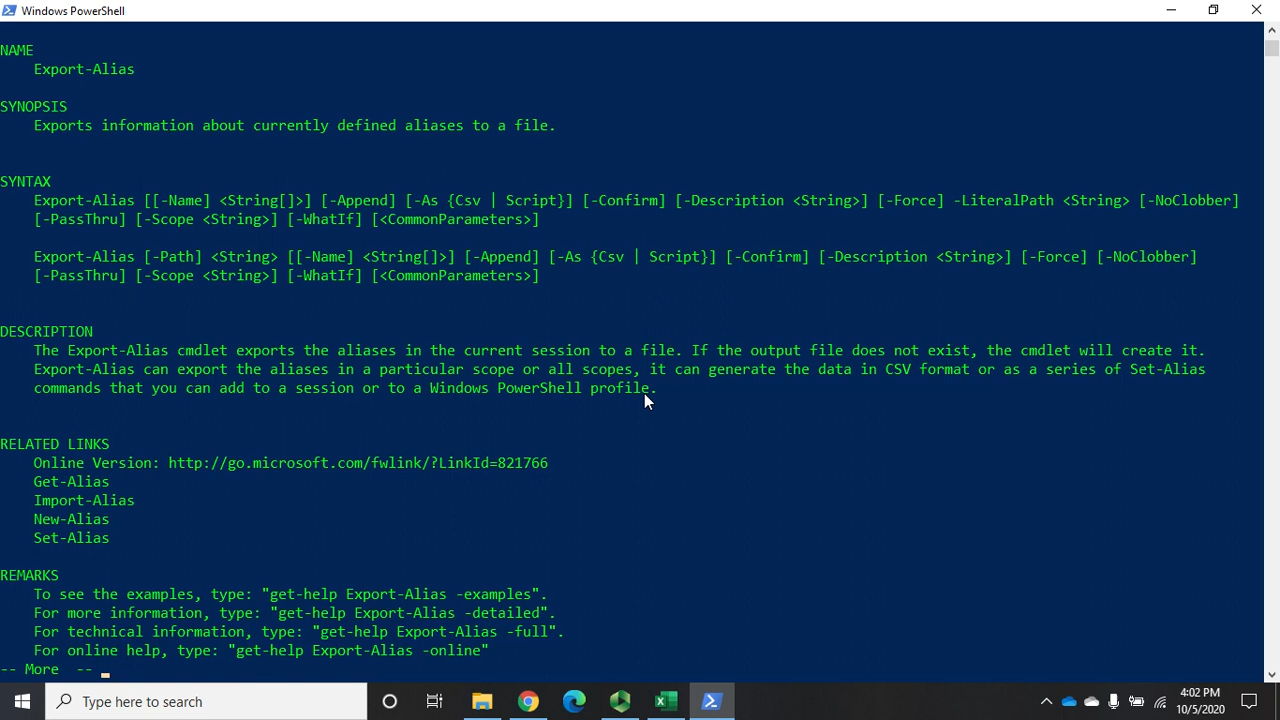 Windows PowerShell
NAME
Export-Alias
SYNOPSIS
Exports information about currently defined aliases to a file.
SYNTAX
Export-Alias [[-Name] <String[]>] [-Append] [-As {Csv | Script}] [-Confirm] [-Description <String>] [-Force] -LiteralPath <String> [-NoClobber]
[-PassThru] [-Scope <String>] [-WhatIf] [<CommonParameters>]
Export-Alias [-Path] <String> [[-Name] <String[]>] [-Append] [-As {Csv | Script}] [-Confirm] [-Description <String>] [-Force] [-NoClobber]
[-PassThru] [-Scope <String>] [-WhatIf] [<CommonParameters>]
DESCRIPTION
The Export-Alias cmdlet exports the aliases in the current session to a file. If the output file does not exist, the cmdlet will create it.
Export-Alias can export the aliases in a particular scope or all scopes, it can generate the data in CSV format or as a series of Set-Alias
commands that you can add to a session or to a Windows PowerShell profile.
RELATED LINKS
Online Version: http://go.microsoft.com/fwlink/?LinkId=821766
Get-Alias
Import-Alias
New-Alias
Set-Alias
REMARKS
To see the examples, type: "get-help Export-Alias -examples".
For more information, type: "get-help Export-Alias -detailed".
For technical information, type: "get-help Export-Alias -full".
For online help, type: "get-help Export-Alias -online"
-- More  --
Type here to search
4:02 PM
10/5/2020